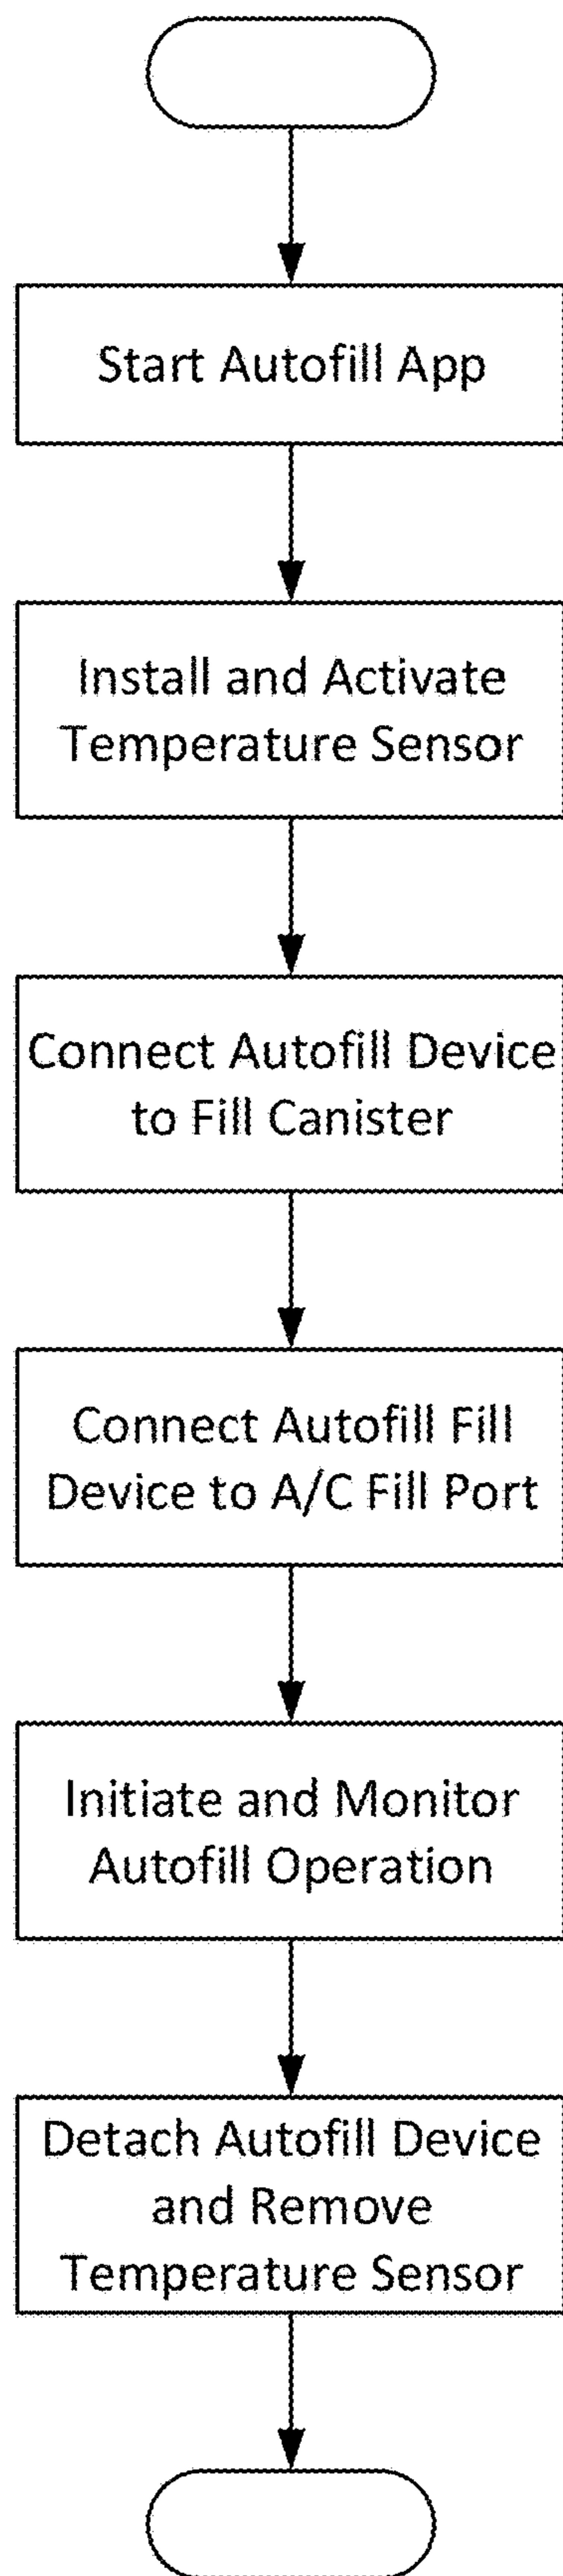 Start Autofill App
Install and Activate
Temperature Sensor
Connect Autofill Device
to Fill Canister
Connect Autofill Fill
Device to A/C Fill Port
Initiate and Monitor
Autofill Operation
Detach Autofill Device
and Remove
Temperature Sensor